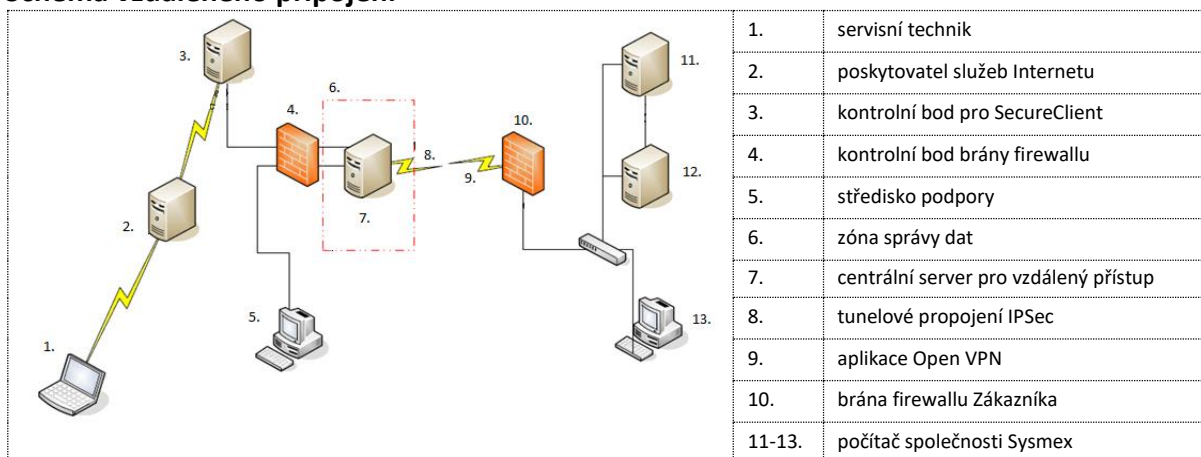 3.
6.
4.
11.
10.
8.
9.
12.
2.
7.
5.
13.
1.
1. servisní technik
2. poskytovatel služeb Internetu
3. kontrolní bod pro SecureClient
4. kontrolní bod brány firewallu
5. středisko podpory
6. zóna správy dat
7. centrální server pro vzdálený přístup
8. tunelové propojení IPSec
9. aplikace Open VPN
10. brána firewallu Zákazníka
11-13. počítač společnosti Sysmex